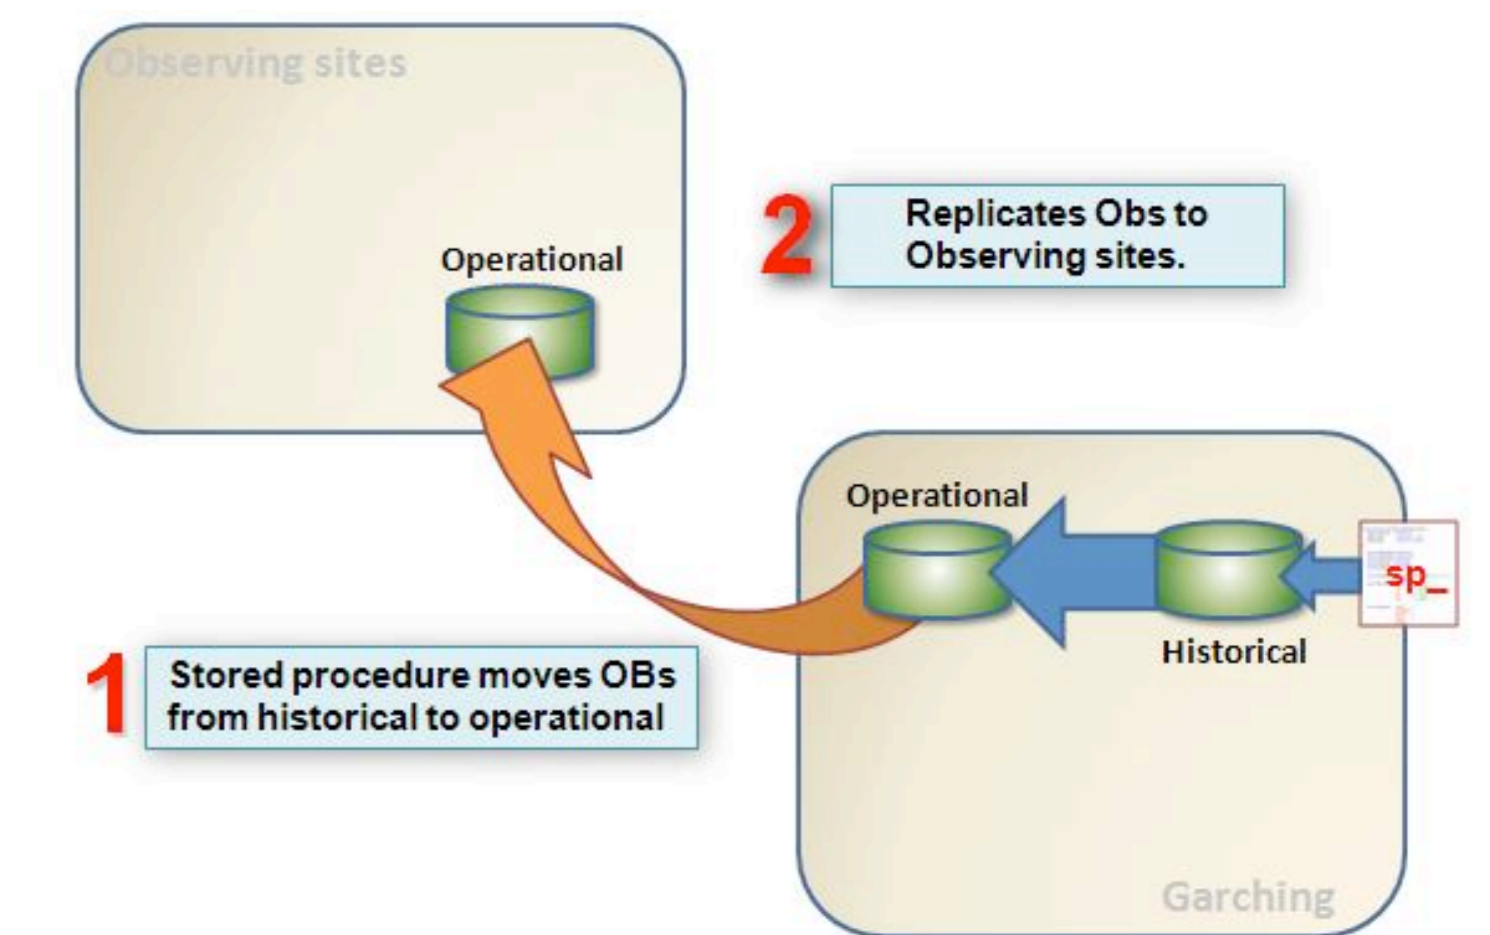 Observing sites
Operational
2
Replicates Obs to
Observing sites.
Operational
sp_
Historical
1
Stored procedure moves OBs
from historical to operational
Garching